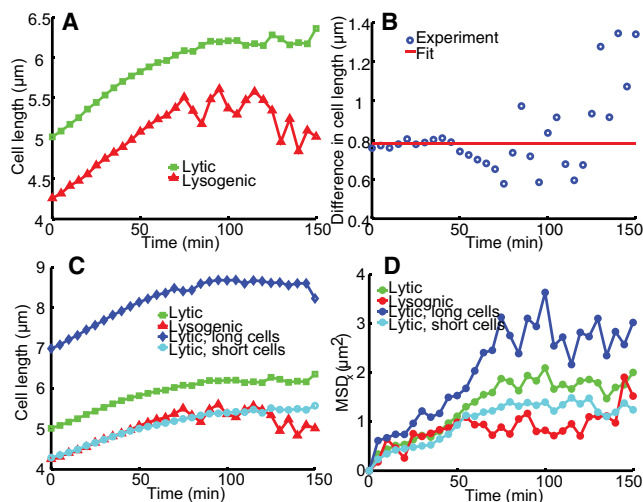 A
Cell length (µm)
6.5
6
5.5
5
4.5
4
Lytic
Lysogenic
0
50
100
150
Time (min)
B
Difference in cell length (µm)
1.4
1.2
1
0.8
0.6
0.4
0.2
0
Experiment
Fit
0
50
100
150
Time (min)
C
Cell length (µm)
9
8
7
6
5
4
Lytic
Lysogenic
Lytic, long cells
Lytic, short cells
0
50
100
150
Time (min)
D
MSDₓ(µm²)
4
3
2
1
0
Lytic
Lysognic
Lytic, long cells
Lytic, short cells
0
50
100
150
Time (min)